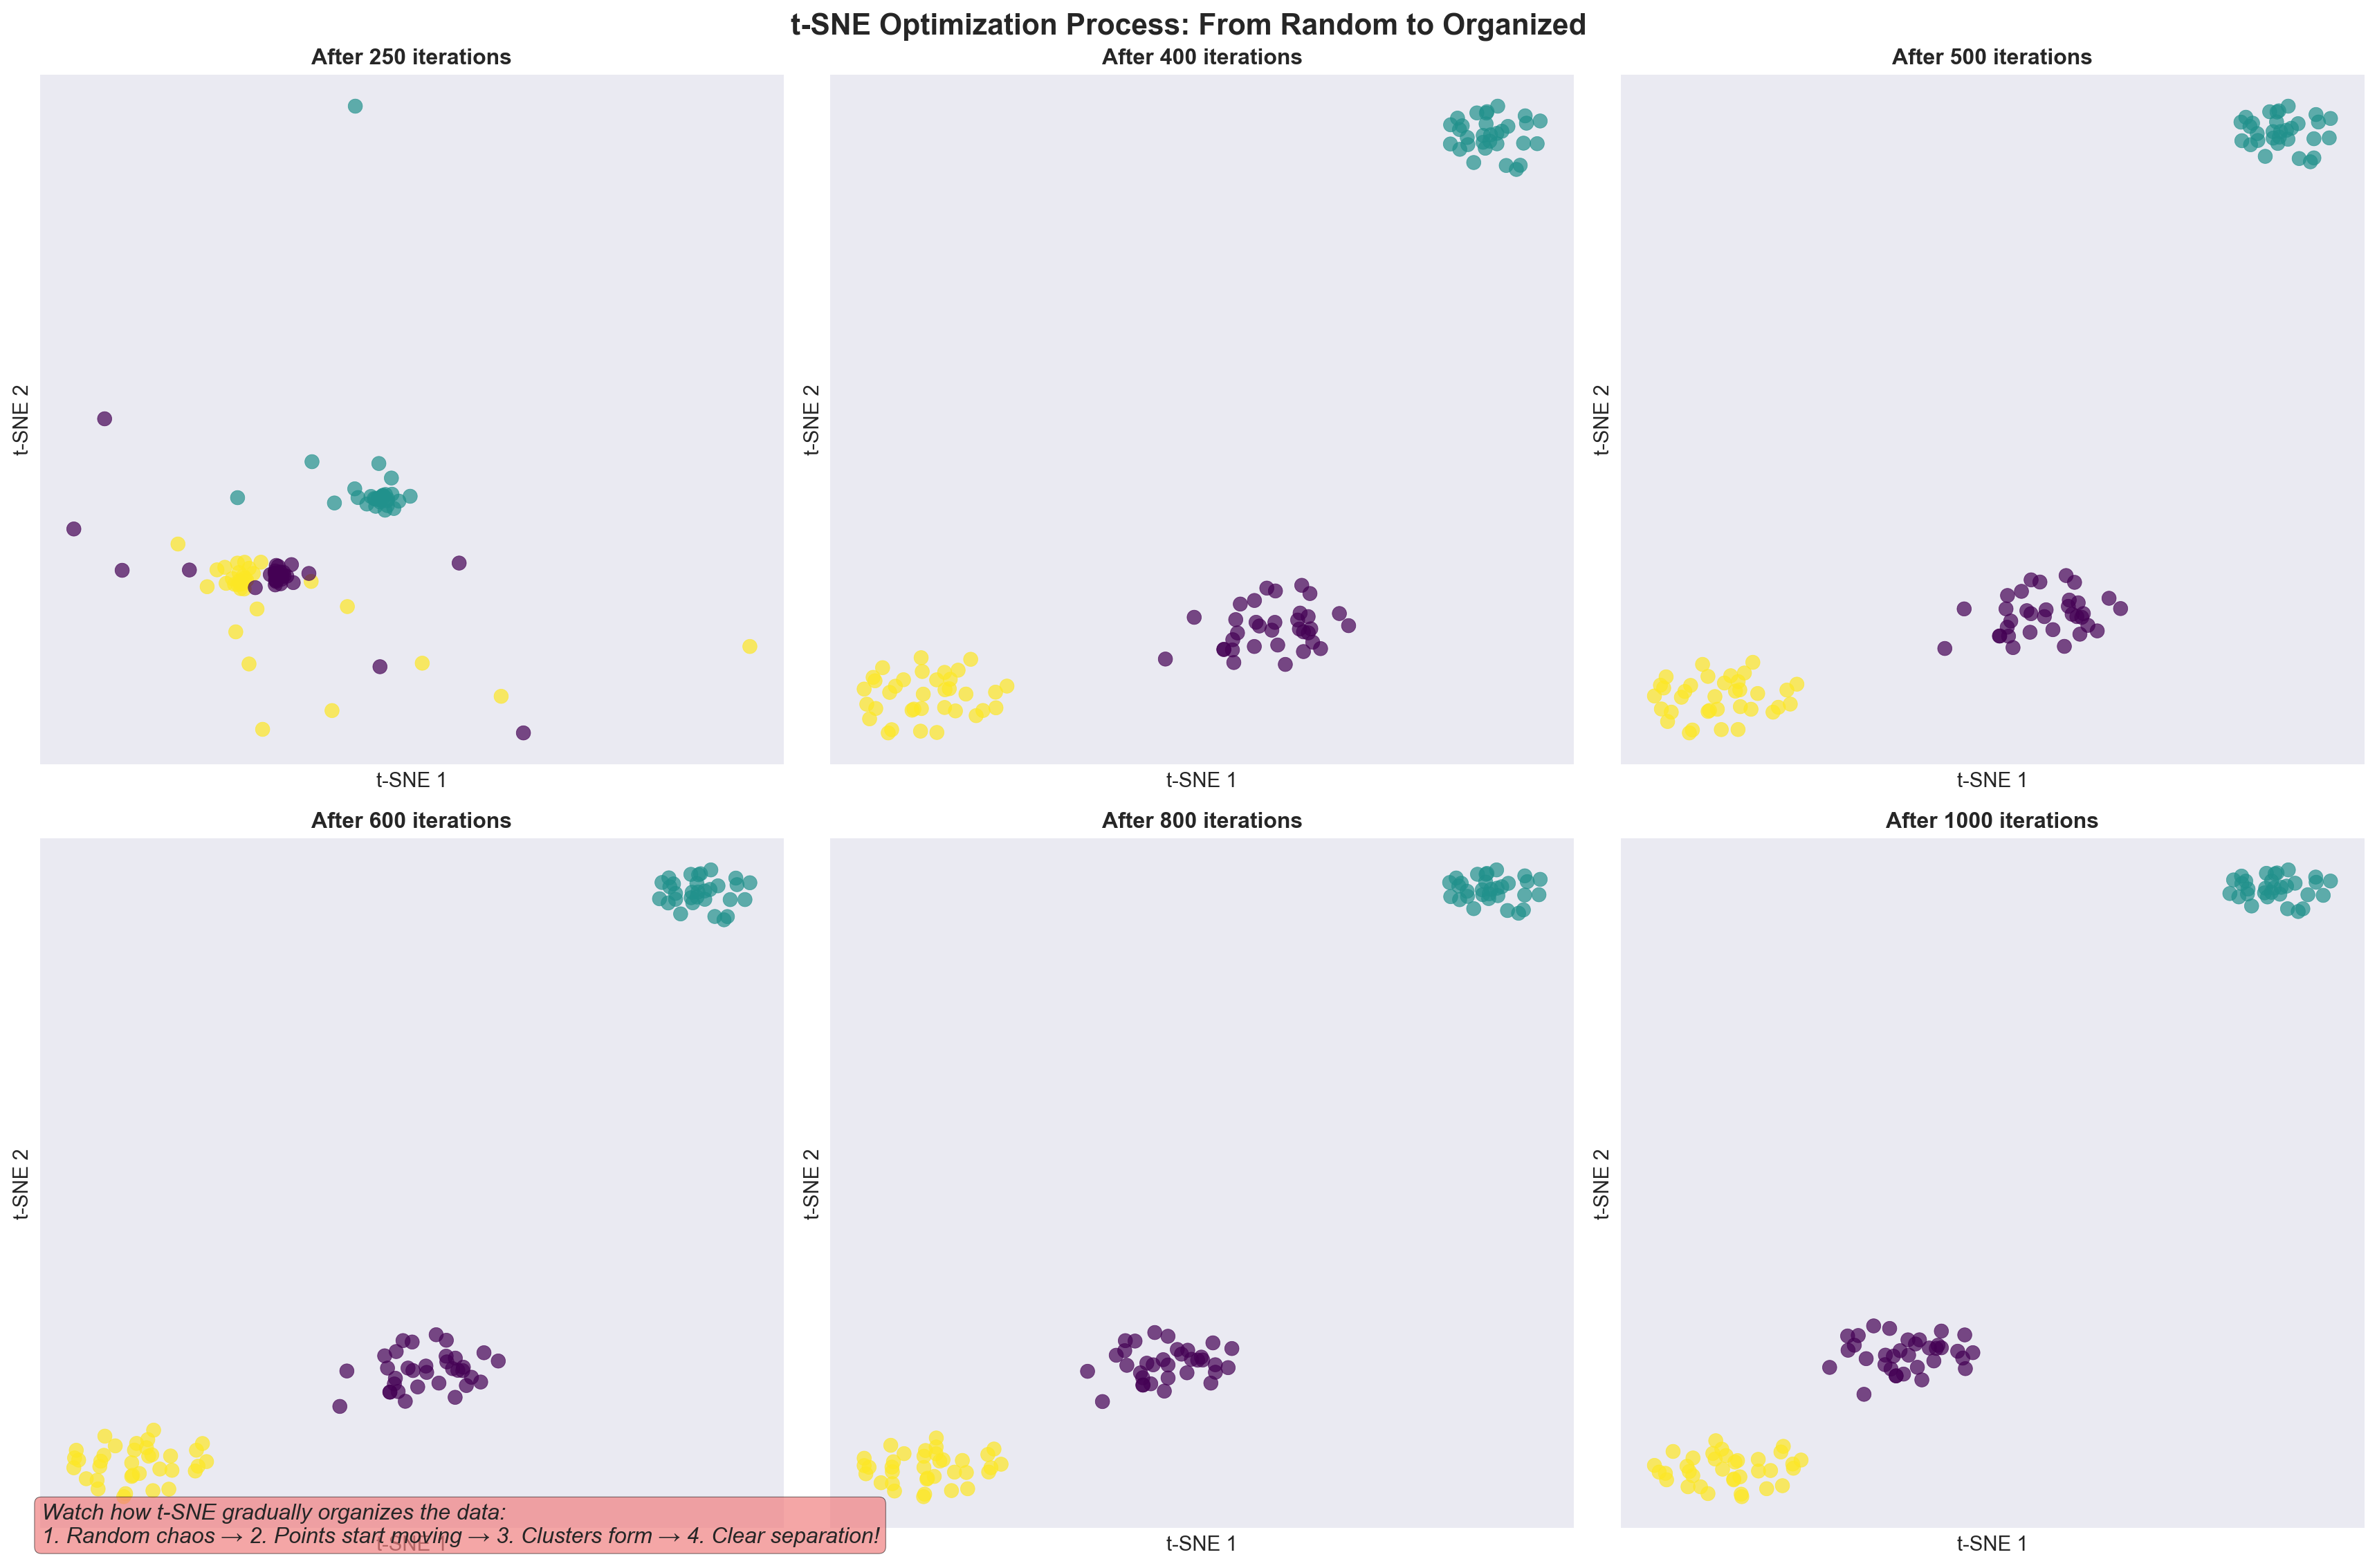 t-SNE Optimization Process: From Random to Organized
After 250 iterations
After 400 iterations
After 500 iterations
t-SNE 2
t-SNE 2
t-SNE 2
t-SNE 1
t-SNE 1
t-SNE 1
After 600 iterations
After 800 iterations
After 1000 iterations
t-SNE 2
t-SNE 2
t-SNE 2
Watch how t-SNE gradually organizes the data:
1. Random chaos → 2. Points start moving → 3. Clusters form → 4. Clear separation!
t-SNE 1
t-SNE 1
t-SNE 1